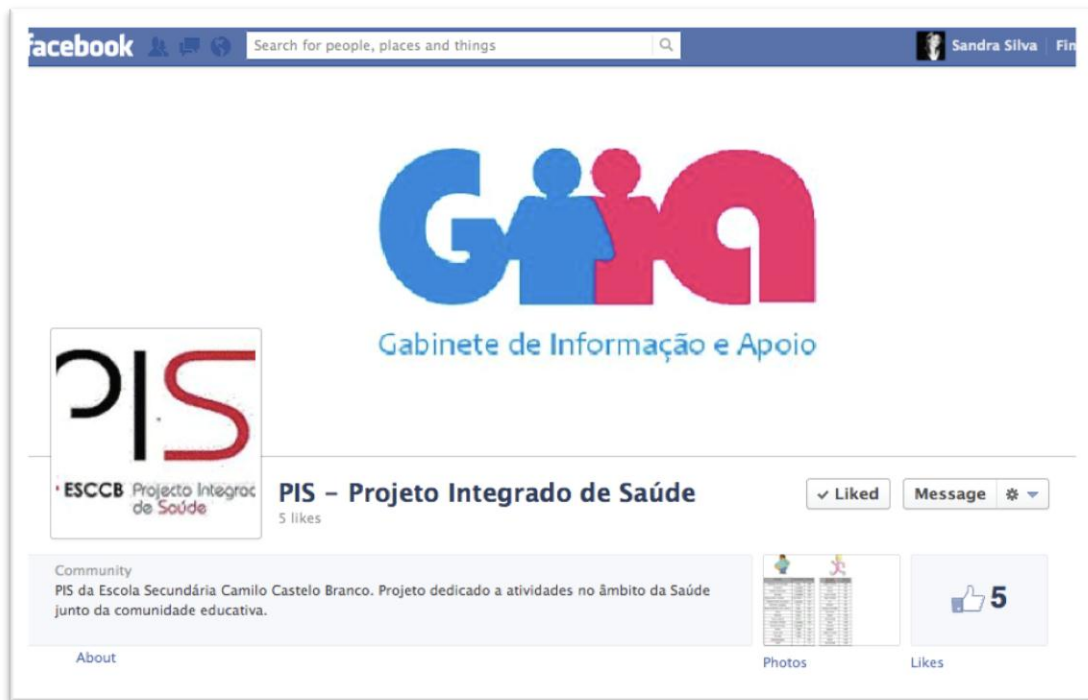 facebook
Search for people, places and things
Sandra Silva
Fin
Giia
Gabinete de Informação e Apoio
PIS
ESCCB Projecto Integrac
de Saúde
PIS – Projeto Integrado de Saúde
5 likes
✓ Liked
Message
Community
PIS da Escola Secundária Camilo Castelo Branco. Projeto dedicado a atividades no âmbito da Saúde
junto da comunidade educativa.
5
About
Photos
Likes